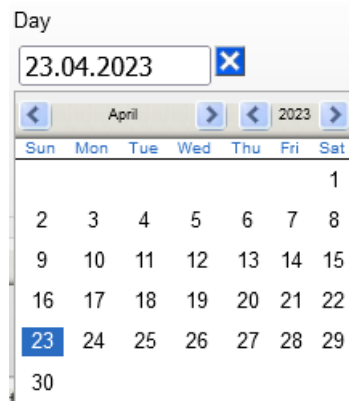 Day
23.04.2023
April 2023
Sun Mon Tue Wed Thu Fri Sat
1
2 3 4 5 6 7 8
9 10 11 12 13 14 15
16 17 18 19 20 21 22
23 24 25 26 27 28 29
30